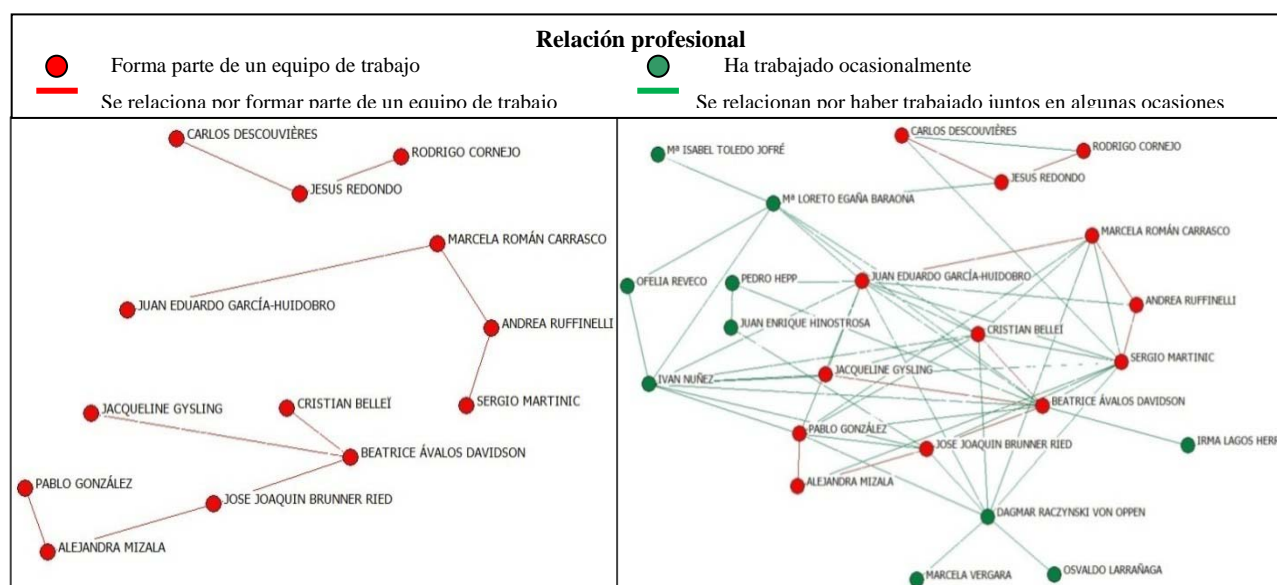 Relación profesional
Forma parte de un equipo de trabajo
Ha trabajado ocasionalmente
Se relaciona por formar parte de un equipo de trabajo
Se relacionan por haber trabajado juntos en algunas ocasiones
CARLOS DESCOUVIÈRES
RODRIGO CORNEJO
JESUS REDONDO
MARCELA ROMÁN CARRASCO
JUAN EDUARDO GARCÍA-HUIDOBRO
ANDREA RUFFINELLI
SERGIO MARTINIC
JACQUELINE GYSLING
CRISTIAN BELLEÏ
BEATRICE ÁVALOS DAVIDSON
PABLO GONZÁLEZ
JOSE JOAQUIN BRUNNER RIED
ALEJANDRA MIZALA
CARLOS DESCOUVIÈRES
Mª ISABEL TOLEDO JOFRÉ
RODRIGO CORNEJO
JESUS REDONDO
Mª LORETO EGAÑA BARAONA
MARCELA ROMÁN CARRASCO
OFELIA REVECO
PEDRO HEPP
JUAN EDUARDO GARCÍA-HUIDOBRO
ANDREA RUFFINELLI
JUAN ENRIQUE HINOSTROSA
CRISTIAN BELLEÏ
SERGIO MARTINIC
IVAN NUÑEZ
JACQUELINE GYSLING
BEATRICE ÁVALOS DAVIDSON
PABLO GONZÁLEZ
IRMA LAGOS HERR
JOSE JOAQUIN BRUNNER RIED
ALEJANDRA MIZALA
DAGMAR RACZYNSKI VON OPPEN
MARCELA VERGARA
OSVALDO LARRAÑAGA